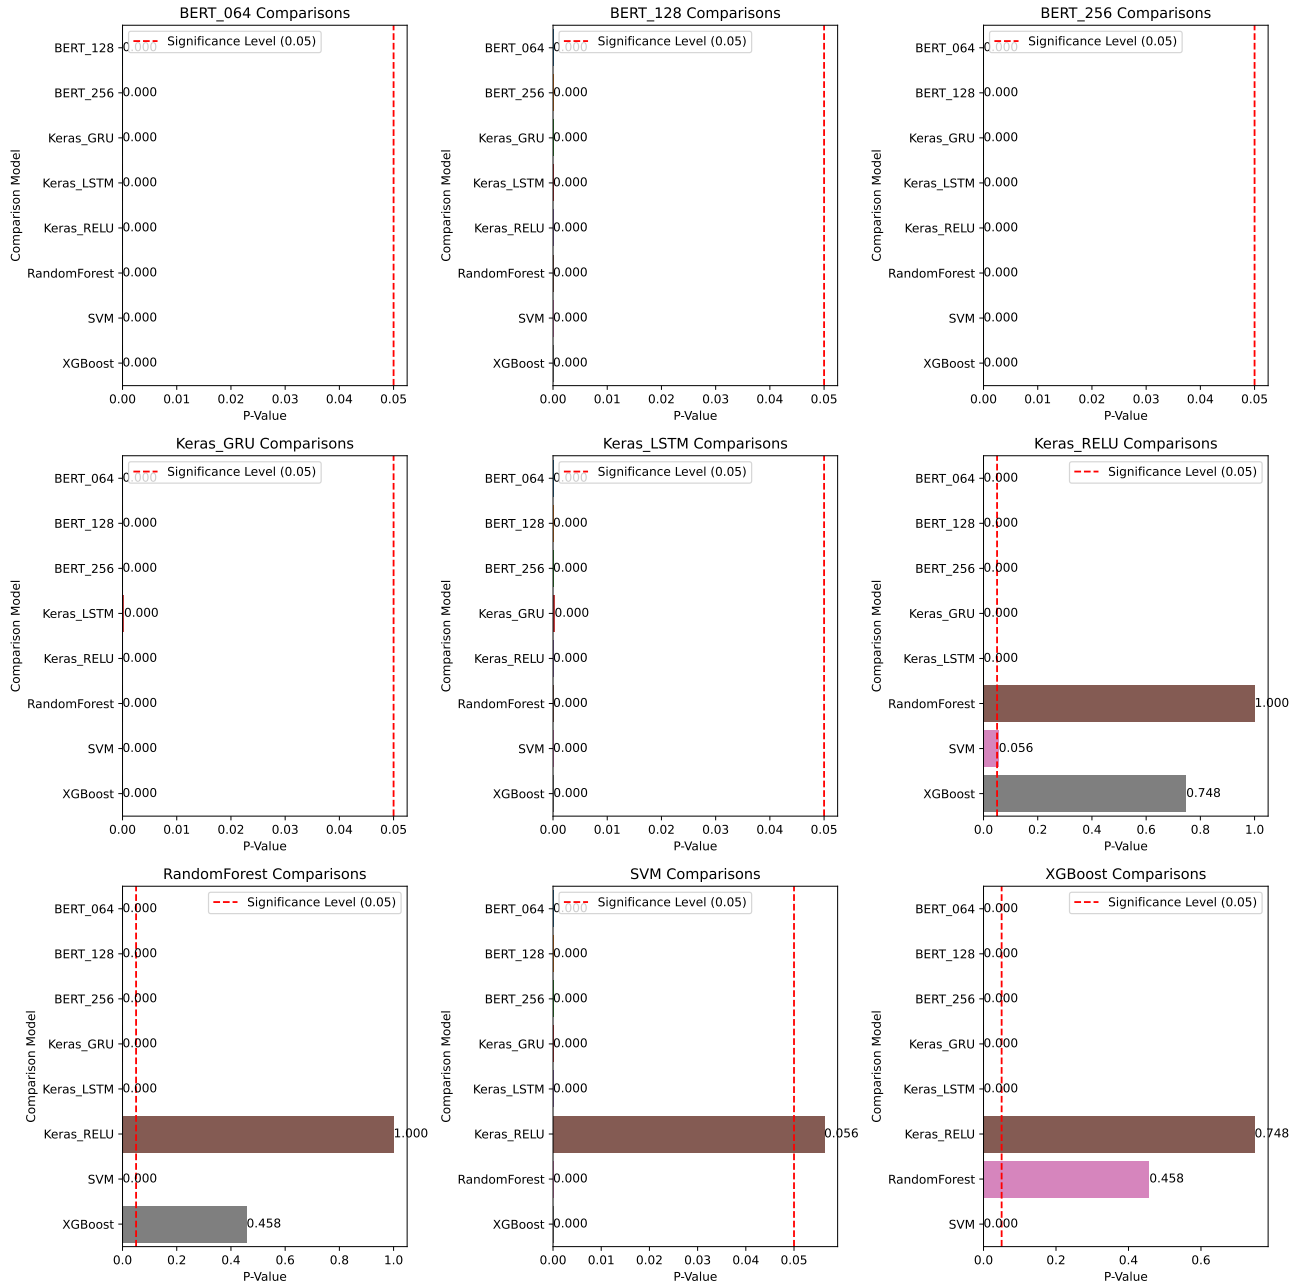 BERT_064 Comparisons
Significance Level (0.05)
Comparison Model
BERT_128 0.000
BERT_256 0.000
Keras_GRU 0.000
Keras_LSTM 0.000
Keras_RELU 0.000
RandomForest 0.000
SVM 0.000
XGBoost 0.000
0.00 0.01 0.02 0.03 0.04 0.05
P-Value
BERT_128 Comparisons
Significance Level (0.05)
Comparison Model
BERT_064 0.000
BERT_256 0.000
Keras_GRU 0.000
Keras_LSTM 0.000
Keras_RELU 0.000
RandomForest 0.000
SVM 0.000
XGBoost 0.000
0.00 0.01 0.02 0.03 0.04 0.05
P-Value
BERT_256 Comparisons
Significance Level (0.05)
Comparison Model
BERT_064 0.000
BERT_128 0.000
Keras_GRU 0.000
Keras_LSTM 0.000
Keras_RELU 0.000
RandomForest 0.000
SVM 0.000
XGBoost 0.000
0.00 0.01 0.02 0.03 0.04 0.05
P-Value
Keras_GRU Comparisons
Significance Level (0.05)
Comparison Model
BERT_064 0.000
BERT_128 0.000
BERT_256 0.000
Keras_LSTM 0.000
Keras_RELU 0.000
RandomForest 0.000
SVM 0.000
XGBoost 0.000
0.00 0.01 0.02 0.03 0.04 0.05
P-Value
Keras_LSTM Comparisons
Significance Level (0.05)
Comparison Model
BERT_064 0.000
BERT_128 0.000
BERT_256 0.000
Keras_GRU 0.000
Keras_RELU 0.000
RandomForest 0.000
SVM 0.000
XGBoost 0.000
0.00 0.01 0.02 0.03 0.04 0.05
P-Value
Keras_RELU Comparisons
Significance Level (0.05)
Comparison Model
BERT_064 0.000
BERT_128 0.000
BERT_256 0.000
Keras_GRU 0.000
Keras_LSTM 0.000
RandomForest 1.000
SVM 0.056
XGBoost 0.748
0.0 0.2 0.4 0.6 0.8 1.0
P-Value
RandomForest Comparisons
Significance Level (0.05)
Comparison Model
BERT_064 0.000
BERT_128 0.000
BERT_256 0.000
Keras_GRU 0.000
Keras_LSTM 0.000
Keras_RELU 1.000
SVM 0.000
XGBoost 0.458
0.0 0.2 0.4 0.6 0.8 1.0
P-Value
SVM Comparisons
Significance Level (0.05)
Comparison Model
BERT_064 0.000
BERT_128 0.000
BERT_256 0.000
Keras_GRU 0.000
Keras_LSTM 0.000
Keras_RELU 0.056
RandomForest 0.000
XGBoost 0.000
0.00 0.01 0.02 0.03 0.04 0.05
P-Value
XGBoost Comparisons
Significance Level (0.05)
Comparison Model
BERT_064 0.000
BERT_128 0.000
BERT_256 0.000
Keras_GRU 0.000
Keras_LSTM 0.000
Keras_RELU 0.748
RandomForest 0.458
SVM 0.000
0.0 0.2 0.4 0.6
P-Value